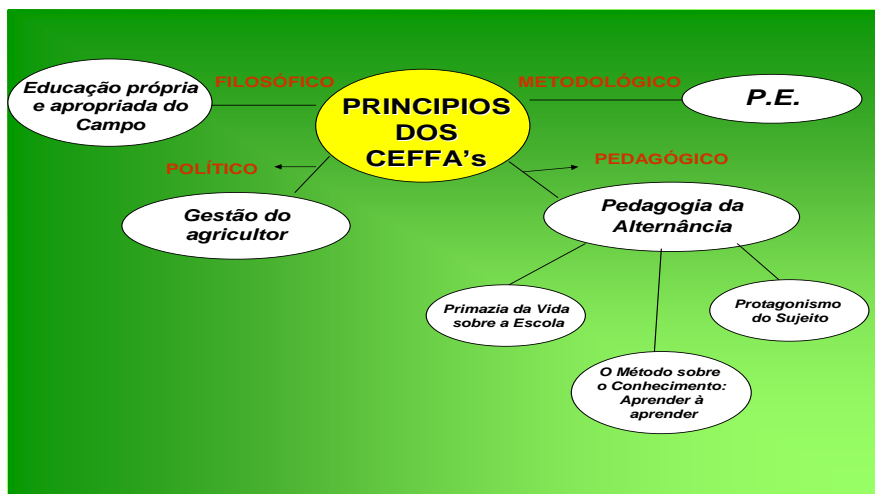 FILOSÓFICO
METODOLÓGICO
Educação própria
e apropriada do
Campo
PRINCIPIOS
DOS
CEFFA's
P.E.
POLÍTICO
PEDAGÓGICO
Gestão do
agricultor
Pedagogia da
Alternância
Primazia da Vida
sobre a Escola
Protagonismo
do Sujeito
O Método sobre
o Conhecimento:
Aprender à
aprender